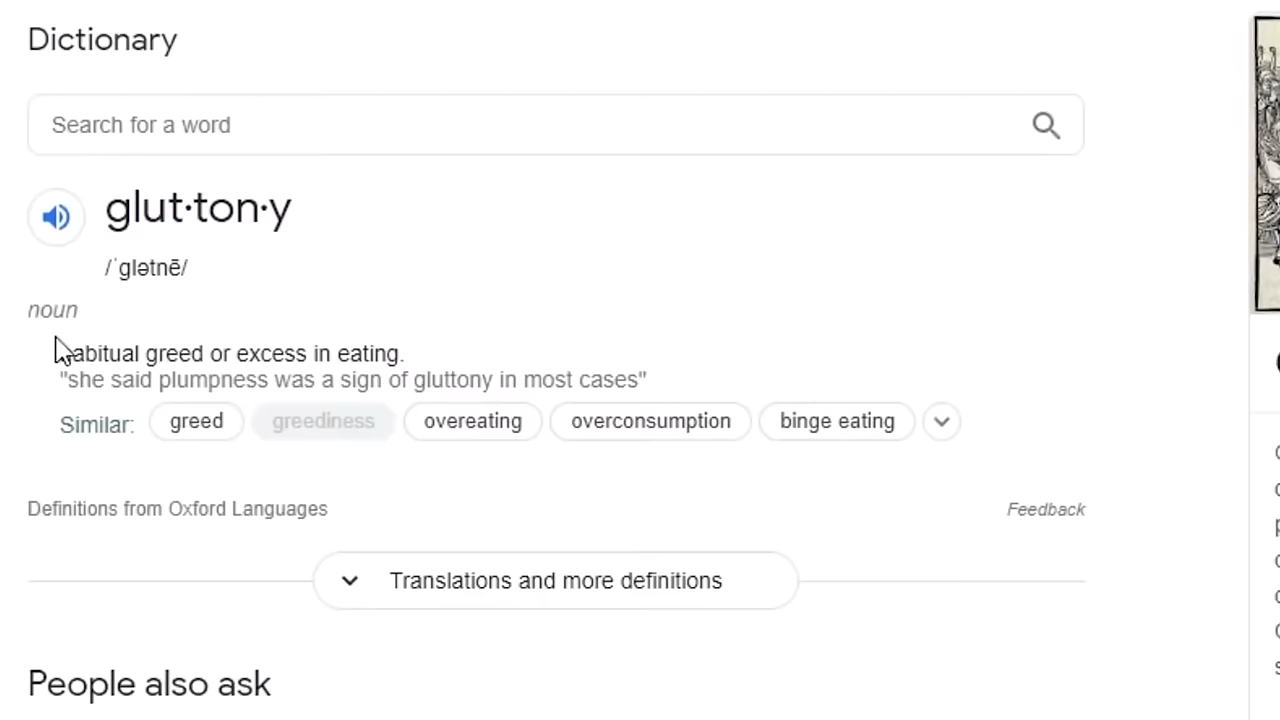 Dictionary
Search for a word
glut·ton·y
/ˈɡlətnē/
noun
abitual greed or excess in eating.
"she said plumpness was a sign of gluttony in most cases"
Similar: greed greediness overeating overconsumption binge eating
Definitions from Oxford Languages Feedback
Translations and more definitions
People also ask